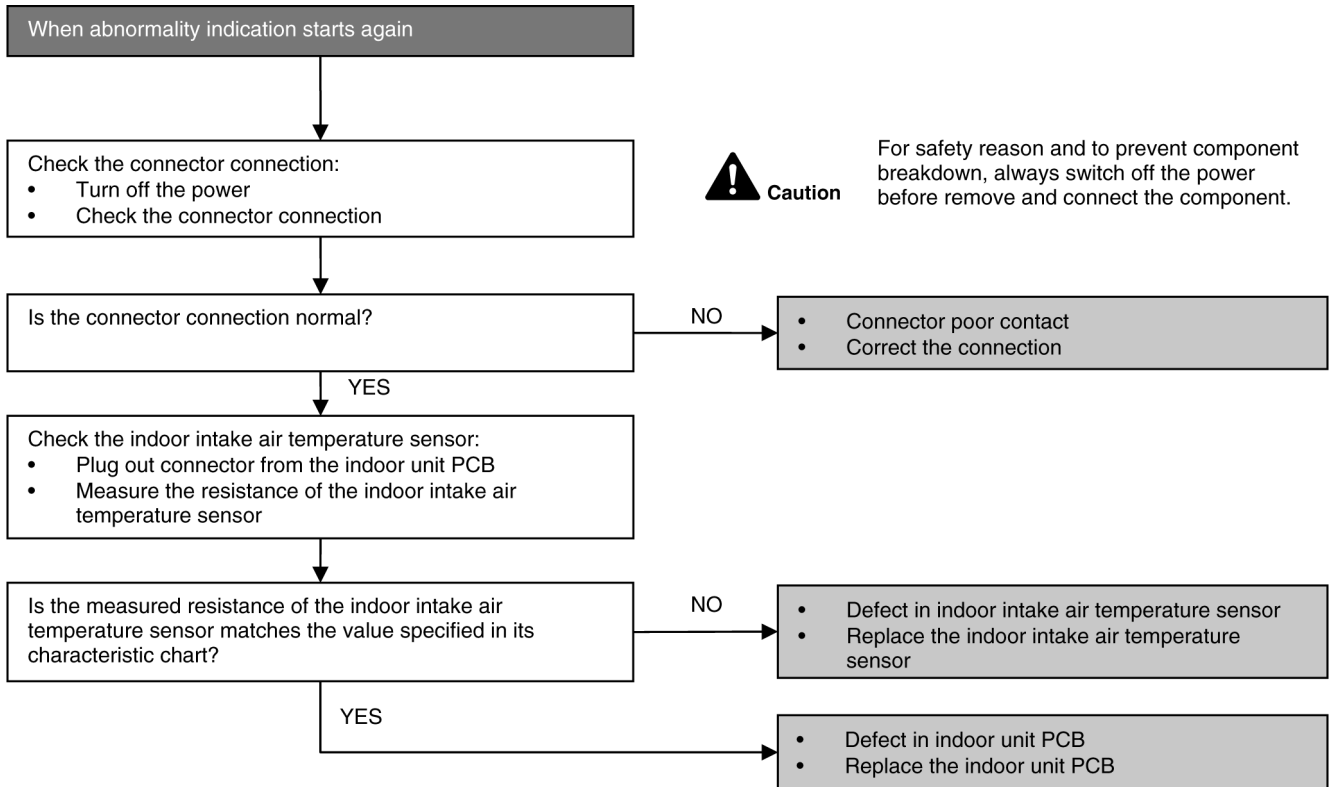 When abnormality indication starts again
Check the connector connection:
• Turn off the power
• Check the connector connection
Caution
For safety reason and to prevent component
breakdown, always switch off the power
before remove and connect the component.
Is the connector connection normal?
NO
• Connector poor contact
• Correct the connection
YES
Check the indoor intake air temperature sensor:
• Plug out connector from the indoor unit PCB
• Measure the resistance of the indoor intake air
temperature sensor
Is the measured resistance of the indoor intake air
temperature sensor matches the value specified in its
characteristic chart?
NO
• Defect in indoor intake air temperature sensor
• Replace the indoor intake air temperature
sensor
YES
• Defect in indoor unit PCB
• Replace the indoor unit PCB